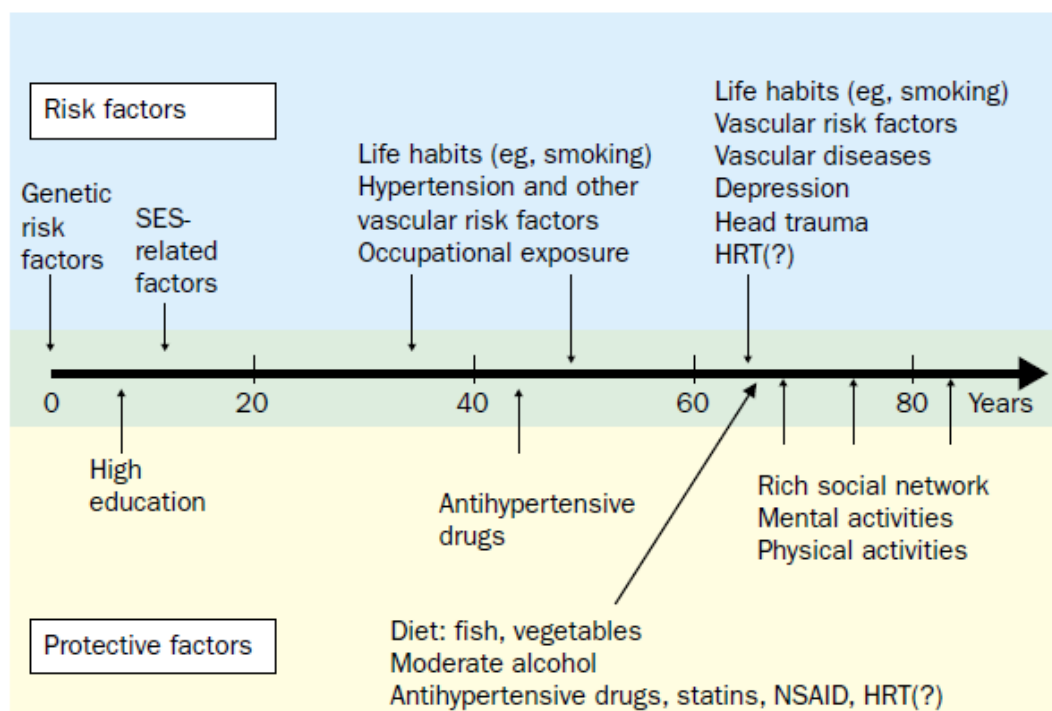 Risk factors
Genetic
risk
factors
SES-
related
factors
Life habits (eg, smoking)
Hypertension and other
vascular risk factors
Occupational exposure
Life habits (eg, smoking)
Vascular risk factors
Vascular diseases
Depression
Head trauma
HRT(?)
0 20 40 60 80 Years
High
education
Antihypertensive
drugs
Rich social network
Mental activities
Physical activities
Protective factors
Diet: fish, vegetables
Moderate alcohol
Antihypertensive drugs, statins, NSAID, HRT(?)